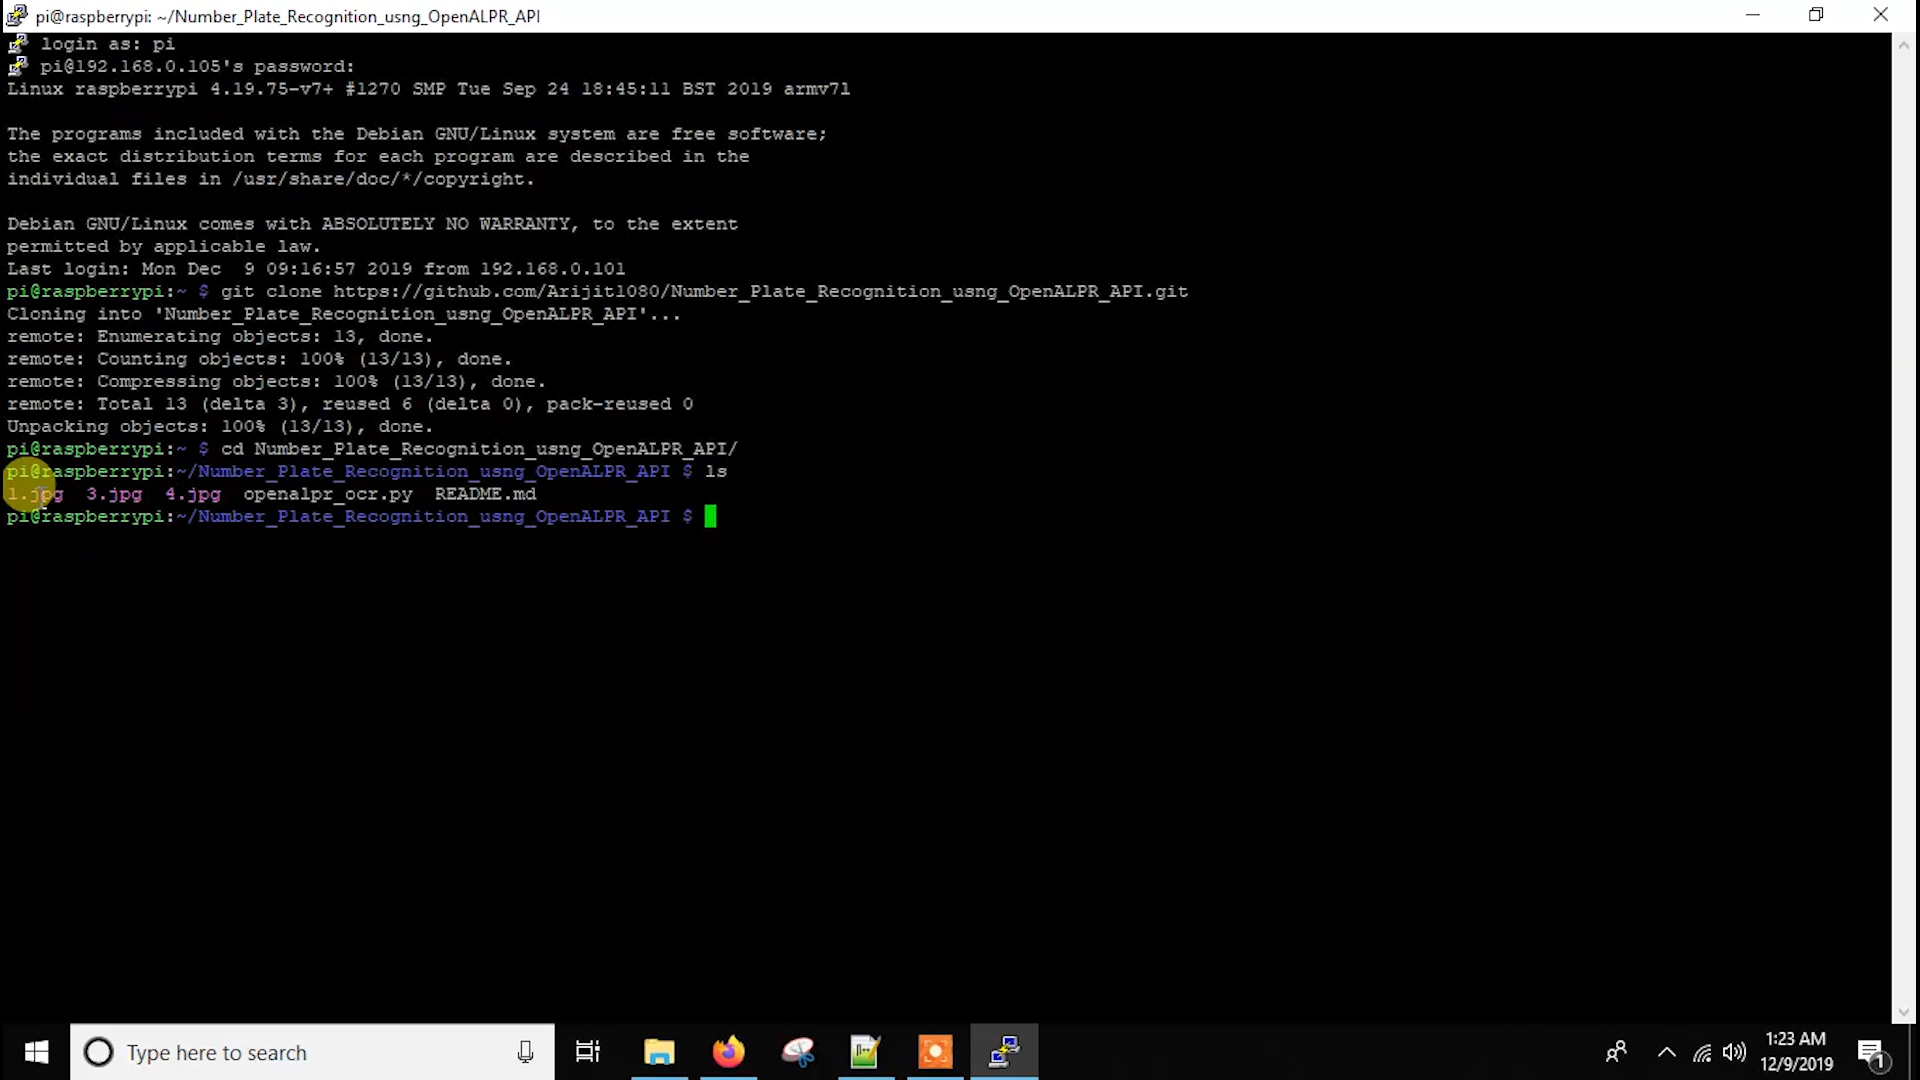 pi@raspberrypi: ~/Number_Plate_Recognition_usng_OpenALPR_API
login as: pi
pi@192.168.0.105's password:
Linux raspberrypi 4.19.75-v7+ #1270 SMP Tue Sep 24 18:45:11 BST 2019 armv7l
The programs included with the Debian GNU/Linux system are free software;
the exact distribution terms for each program are described in the
individual files in /usr/share/doc/*/copyright.
Debian GNU/Linux comes with ABSOLUTELY NO WARRANTY, to the extent
permitted by applicable law.
Last login: Mon Dec  9 09:16:57 2019 from 192.168.0.101
pi@raspberrypi:~ $ git clone https://github.com/Arijit1080/Number_Plate_Recognition_usng_OpenALPR_API.git
Cloning into 'Number_Plate_Recognition_usng_OpenALPR_API'...
remote: Enumerating objects: 13, done.
remote: Counting objects: 100% (13/13), done.
remote: Compressing objects: 100% (13/13), done.
remote: Total 13 (delta 3), reused 6 (delta 0), pack-reused 0
Unpacking objects: 100% (13/13), done.
pi@raspberrypi:~ $ cd Number_Plate_Recognition_usng_OpenALPR_API/
pi@raspberrypi:~/Number_Plate_Recognition_usng_OpenALPR_API $ ls
1.jpg  3.jpg  4.jpg  openalpr_ocr.py  README.md
pi@raspberrypi:~/Number_Plate_Recognition_usng_OpenALPR_API $
Type here to search
1:23 AM
12/9/2019
1